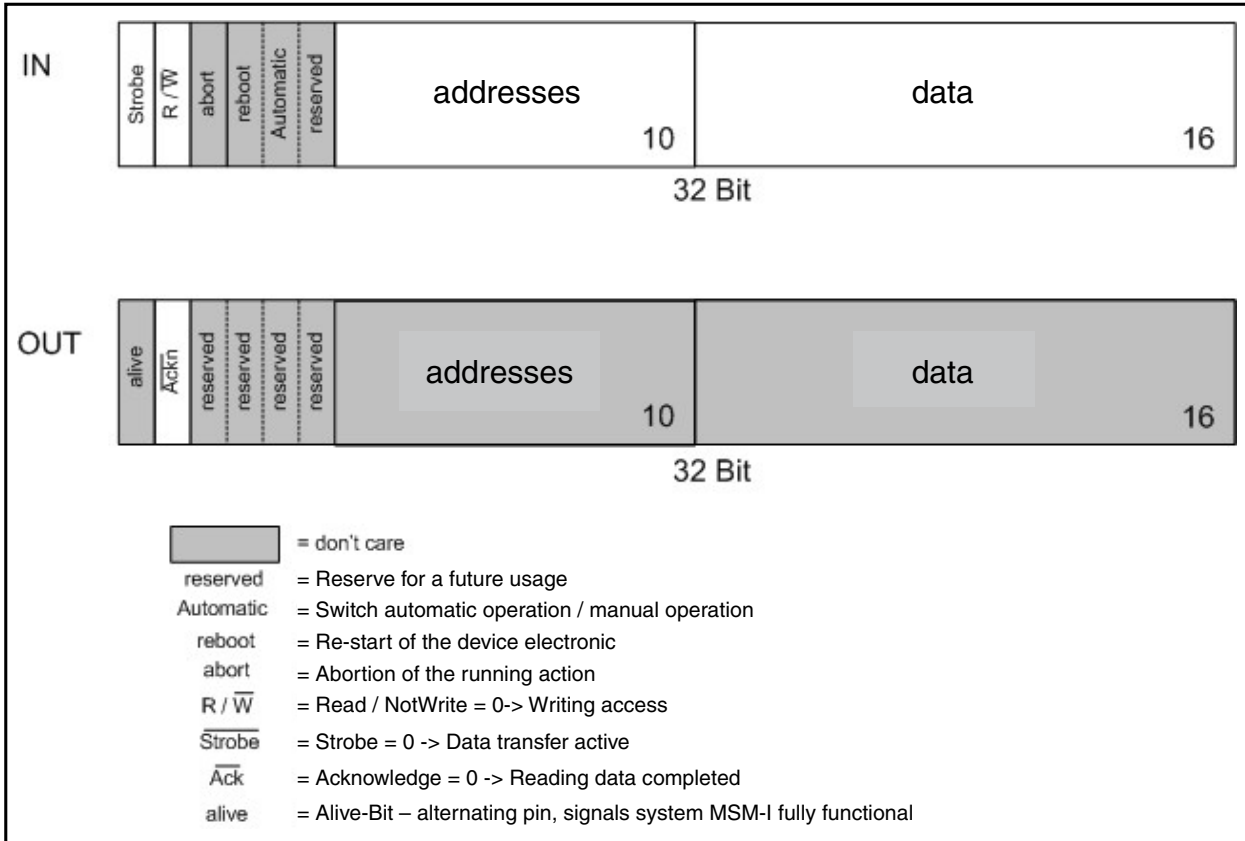 IN
Strobe
R / W̅
abort
reboot
Automatic
reserved
addresses
10
data
16
32 Bit
OUT
alive
A̅c̅k̅n̅
reserved
reserved
reserved
reserved
addresses
10
data
16
32 Bit
= don't care
reserved = Reserve for a future usage
Automatic = Switch automatic operation / manual operation
reboot = Re-start of the device electronic
abort = Abortion of the running action
R / W̅ = Read / NotWrite = 0-> Writing access
S̅t̅r̅o̅b̅e̅ = Strobe = 0 -> Data transfer active
A̅c̅k̅ = Acknowledge = 0 -> Reading data completed
alive = Alive-Bit – alternating pin, signals system MSM-I fully functional